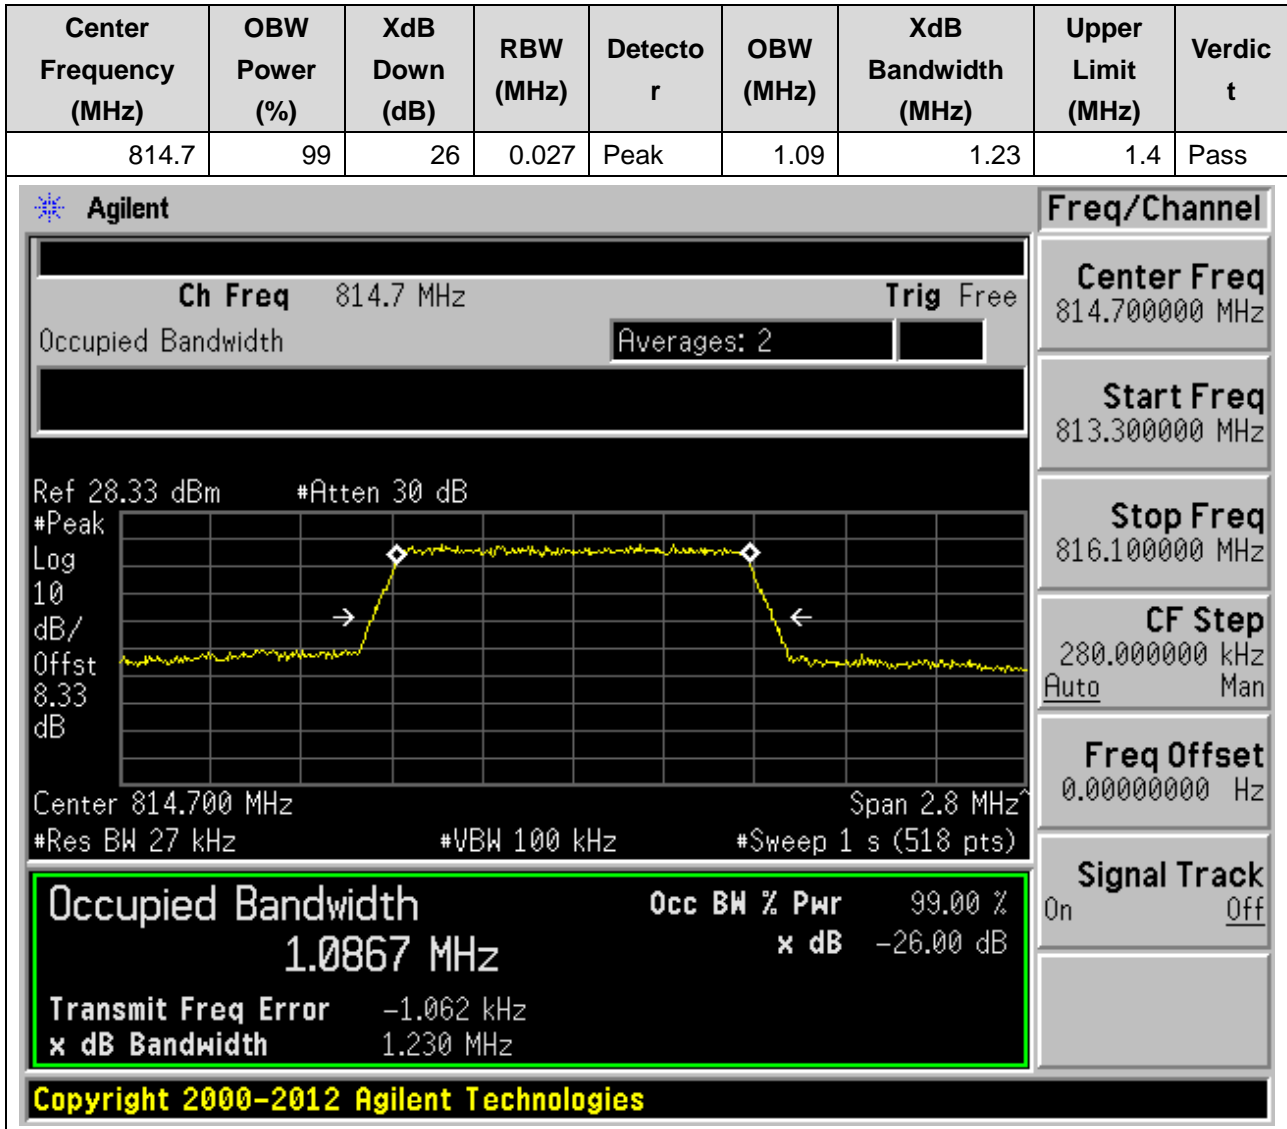 Center Frequency (MHz) OBW Power (%) XdB Down (dB) RBW (MHz) Detecto r OBW (MHz) XdB Bandwidth (MHz) Upper Limit (MHz) Verdic t
814.7 99 26 0.027 Peak 1.09 1.23 1.4 Pass
Agilent
Freq/Channel
Ch Freq 814.7 MHz Trig Free
Occupied Bandwidth Averages: 2
Center Freq
814.700000 MHz
Start Freq
813.300000 MHz
Stop Freq
816.100000 MHz
CF Step
280.000000 kHz
Auto Man
Freq Offset
0.00000000 Hz
Signal Track
On Off
Ref 28.33 dBm #Atten 30 dB
#Peak
Log
10
dB/
Offst
8.33
dB
Center 814.700 MHz Span 2.8 MHz^
#Res BW 27 kHz #VBW 100 kHz #Sweep 1 s (518 pts)
Occupied Bandwidth Occ BW % Pwr 99.00 %
1.0867 MHz x dB -26.00 dB
Transmit Freq Error -1.062 kHz
x dB Bandwidth 1.230 MHz
Copyright 2000-2012 Agilent Technologies